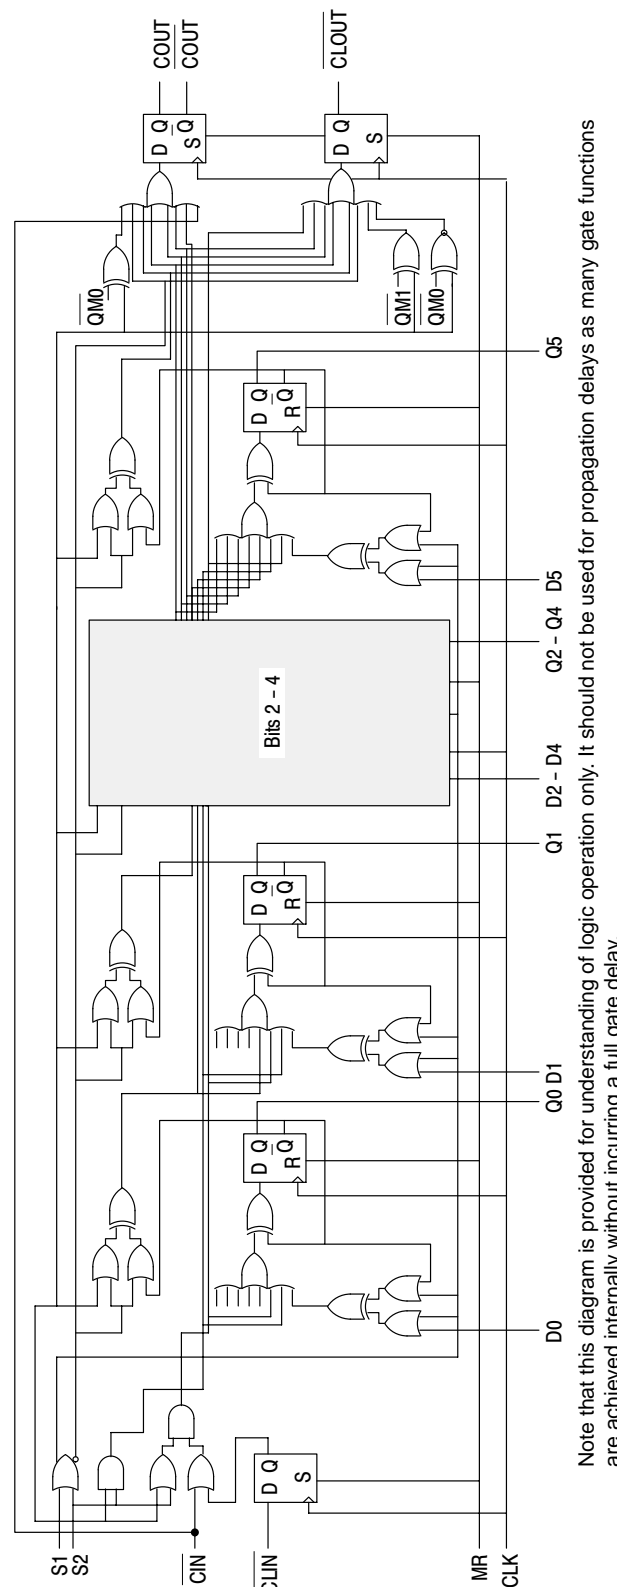 COUT
COUT
CLOUT
D Q
Q
S
D Q
S
QM0
QM1
QM0
Q5
D Q
Q
R
D5
Q2 – Q4
Bits 2 – 4
D2 – D4
Q1
D Q
Q
R
D1
Q0
D Q
Q
R
D0
S1
S2
CIN
CLIN
D Q
S
MR
CLK
Note that this diagram is provided for understanding of logic operation only. It should not be used for propagation delays as many gate functions
are achieved internally without incurring a full gate delay